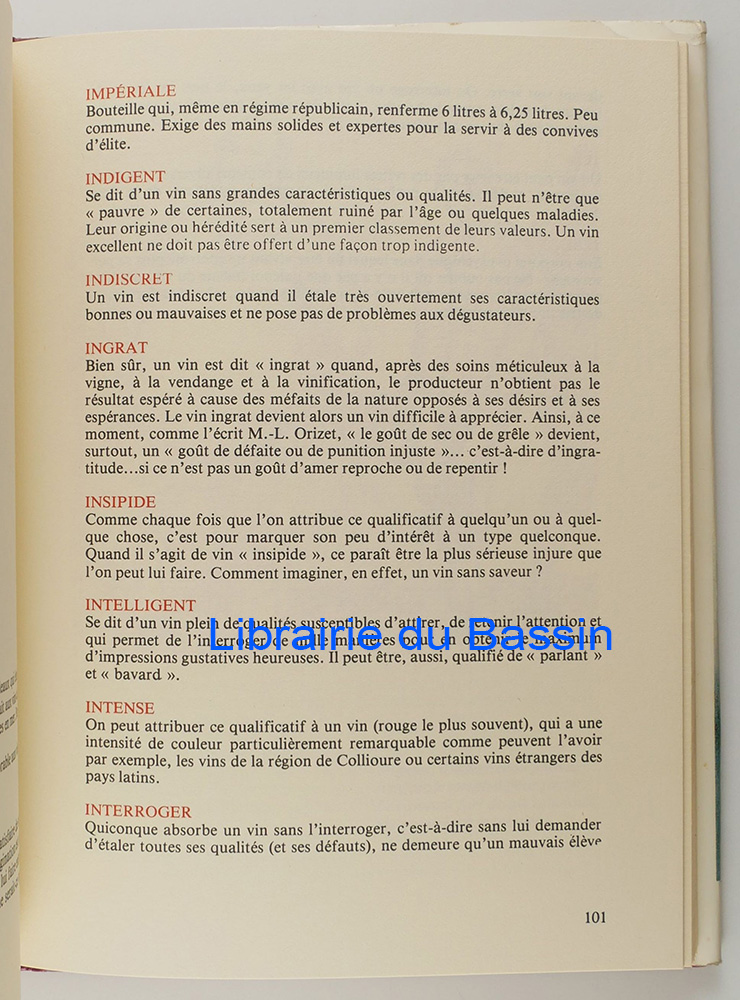 IMPÉRIALE
Bouteille qui, même en régime républicain, renferme 6 litres à 6,25 litres. Peu
commune. Exige des mains solides et expertes pour la servir à des convives
d'élite.
INDIGENT
Se dit d'un vin sans grandes caractéristiques ou qualités. Il peut n'être que
« pauvre » de certaines, totalement ruiné par l'âge ou quelques maladies.
Leur origine ou hérédité sert à un premier classement de leurs valeurs. Un vin
excellent ne doit pas être offert d'une façon trop indigente.
INDISCRET
Un vin est indiscret quand il étale très ouvertement ses caractéristiques
bonnes ou mauvaises et ne pose pas de problèmes aux dégustateurs.
INGRAT
Bien sûr, un vin est dit « ingrat » quand, après des soins méticuleux à la
vigne, à la vendange et à la vinification, le producteur n'obtient pas le
résultat espéré à cause des méfaits de la nature opposés à ses désirs et à ses
espérances. Le vin ingrat devient alors un vin difficile à apprécier. Ainsi, à ce
moment, comme l'écrit M.-L. Orizet, « le goût de sec ou de grêle » devient,
surtout, un « goût de défaite ou de punition injuste »... c'est-à-dire d'ingra-
titude...si ce n'est pas un goût d'amer reproche ou de repentir !
INSIPIDE
Comme chaque fois que l'on attribue ce qualificatif à quelqu'un ou à quel-
que chose, c'est pour marquer son peu d'intérêt à un type quelconque.
Quand il s'agit de vin « insipide », ce paraît être la plus sérieuse injure que
l'on peut lui faire. Comment imaginer, en effet, un vin sans saveur ?
INTELLIGENT
Se dit d'un vin plein de qualités susceptibles d'attirer, de retenir l'attention et
qui permet de l'interroger de mille manières pour en obtenir le maximum
Librairie du Bassin
d'impressions gustatives heureuses. Il peut être, aussi, qualifié de « parlant »
et « bavard ».
INTENSE
On peut attribuer ce qualificatif à un vin (rouge le plus souvent), qui a une
intensité de couleur particulièrement remarquable comme peuvent l'avoir
par exemple, les vins de la région de Collioure ou certains vins étrangers des
pays latins.
INTERROGER
Quiconque absorbe un vin sans l'interroger, c'est-à-dire sans lui demander
d'étaler toutes ses qualités (et ses défauts), ne demeure qu'un mauvais élève
101